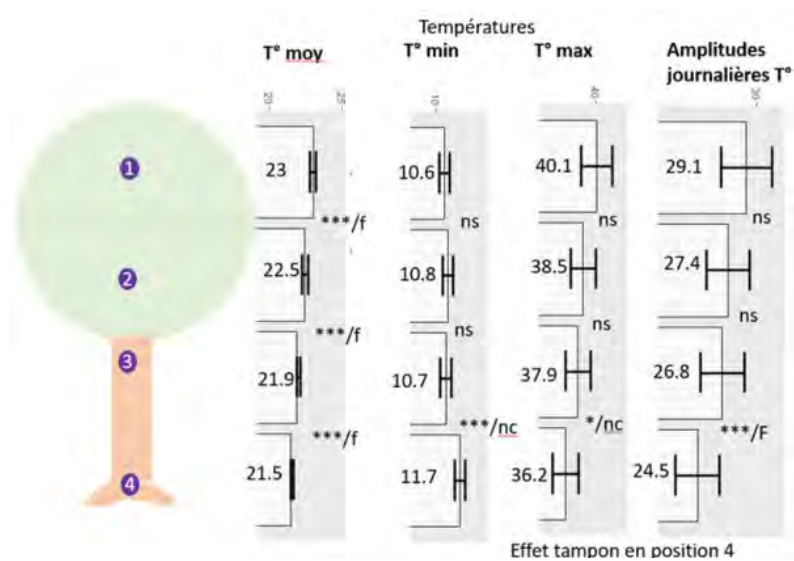 Températures
T° moy T° min T° max Amplitudes
journalières T°
20 25 10 40 30
1 23 10.6 40.1 29.1
***/f ns ns ns
2 22.5 10.8 38.5 27.4
***/f ns ns ns
3 21.9 10.7 37.9 26.8
***/f ***/nc */nc ***/F
4 21.5 11.7 36.2 24.5
Effet tampon en position 4